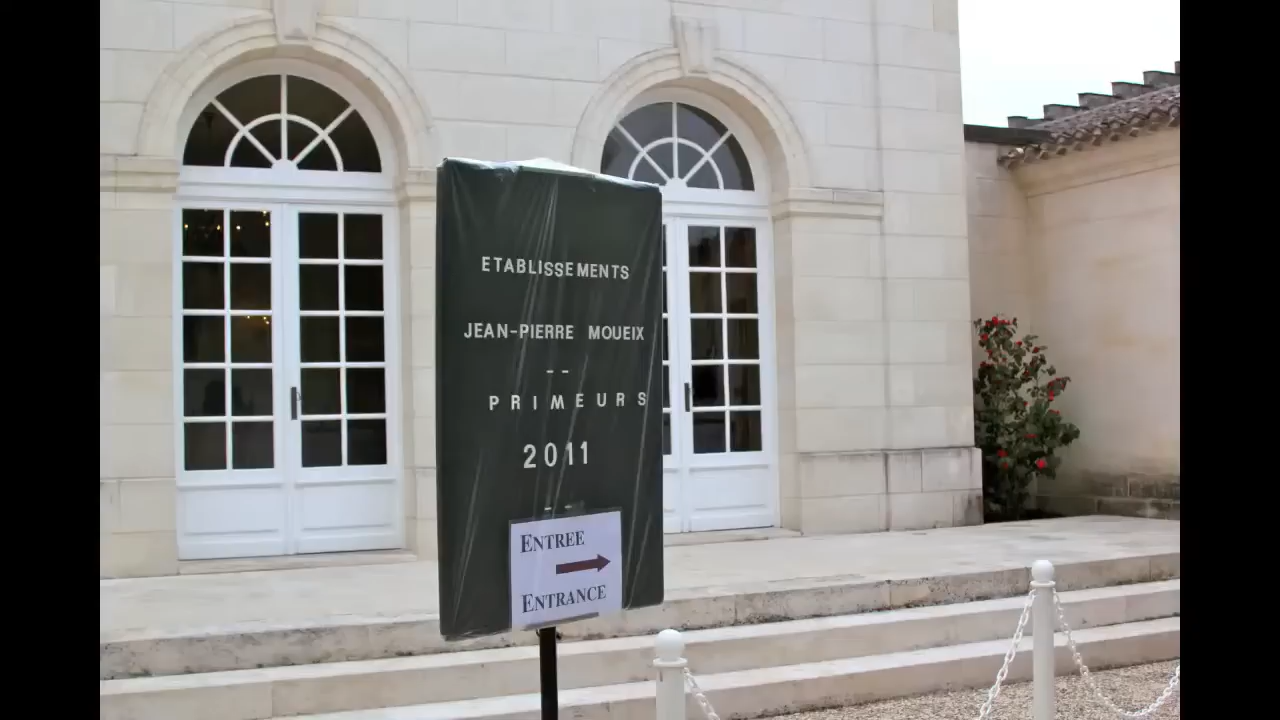 ETABLISSEMENTS
JEAN-PIERRE MOUEIX
--
PRIMEURS
2011
--
ENTREE
ENTRANCE